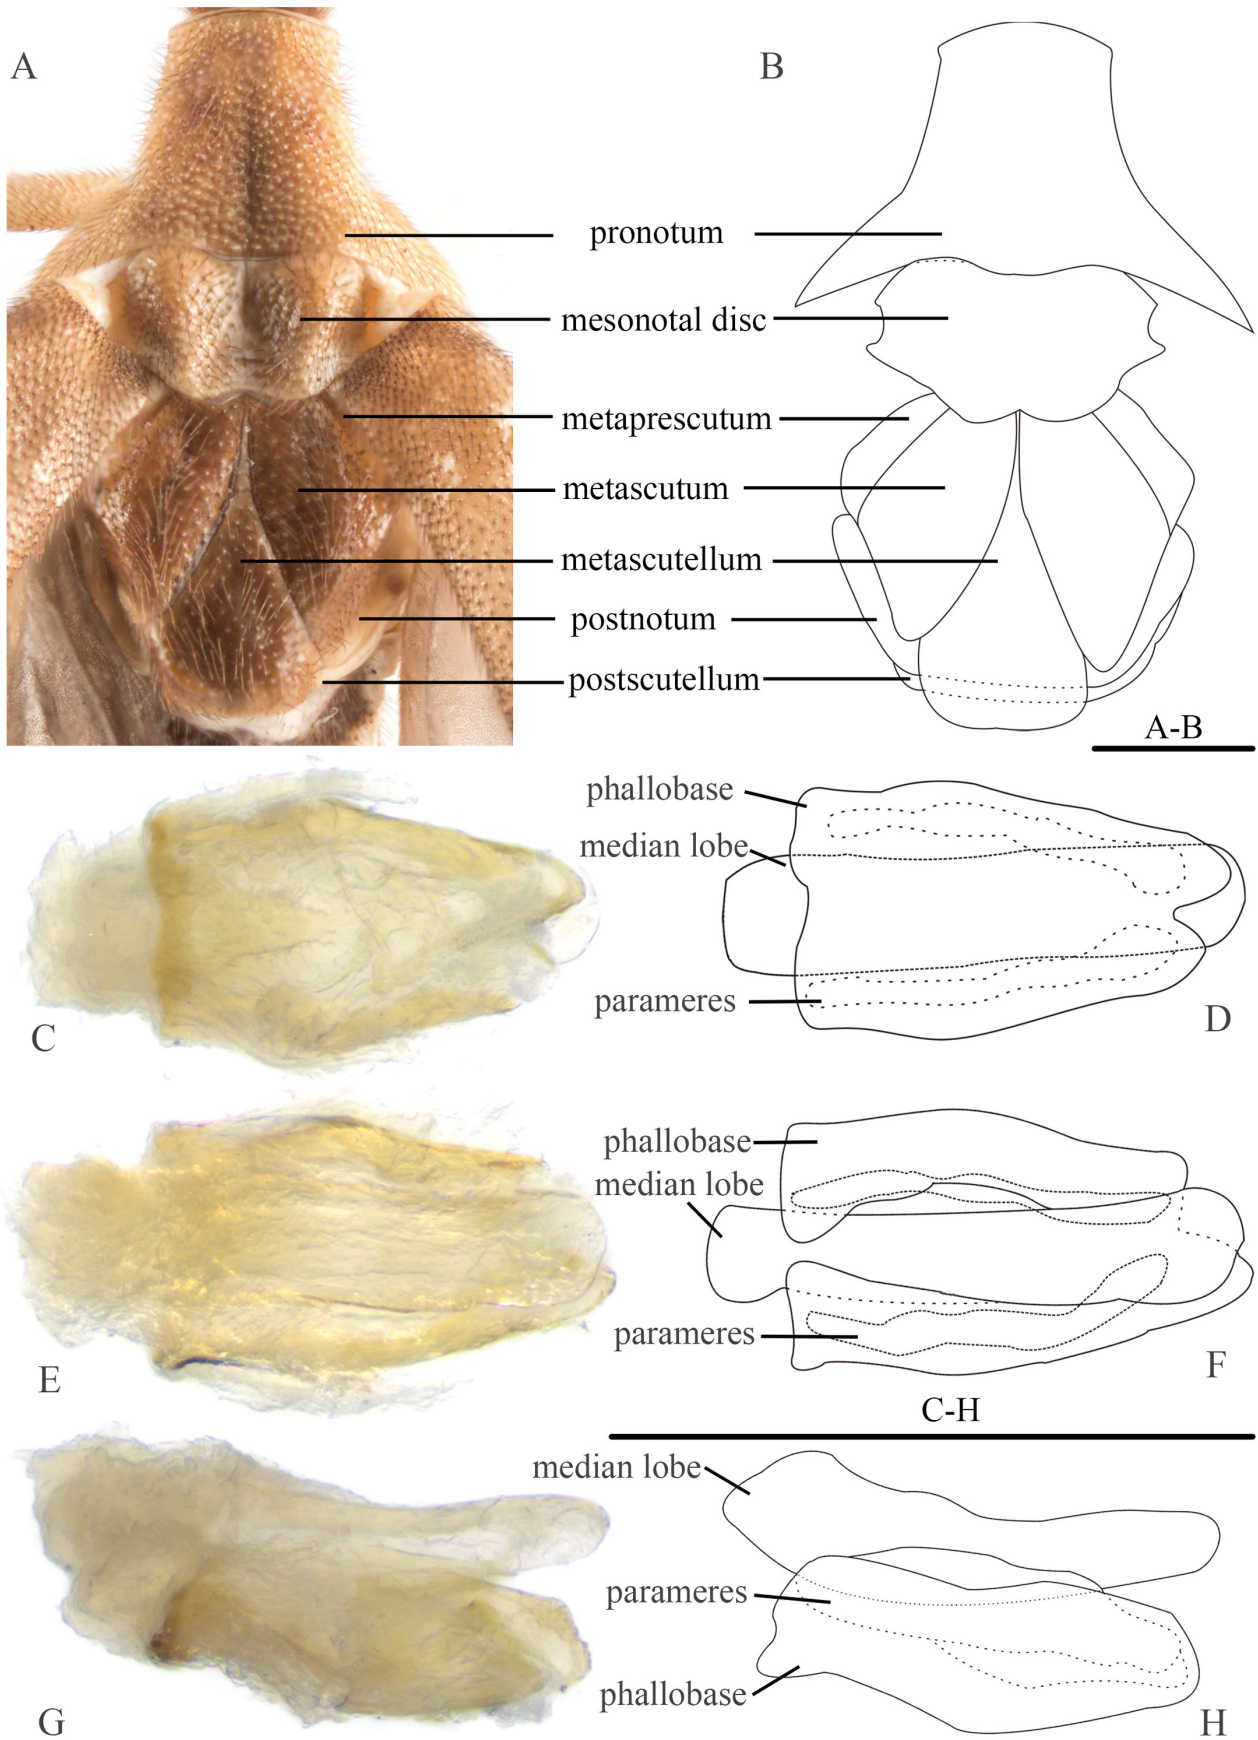 A
B
pronotum
mesonotal disc
metaprescutum
metascutum
metascutellum
postnotum
postscutellum
A-B
phallobase
median lobe
parameres
C
D
phallobase
median lobe
parameres
E
F
C-H
median lobe
parameres
phallobase
G
H